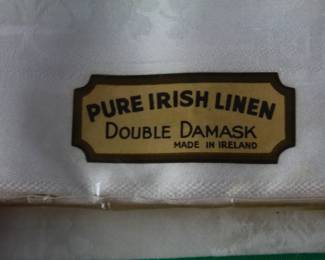 PURE IRISH LINEN
DOUBLE DAMASK
MADE IN IRELAND